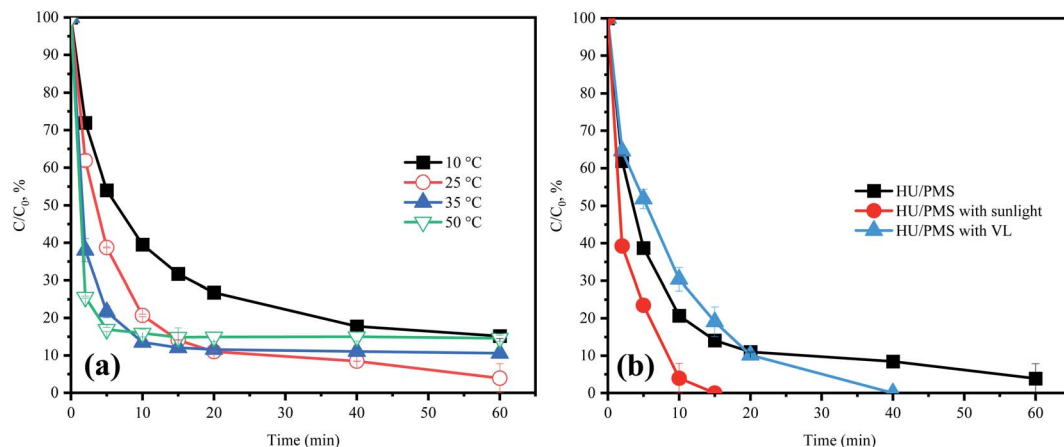 C/C₀, %
100
90
80
70
60
50
40
30
20
10
0
10 °C
25 °C
35 °C
50 °C
(a)
0 10 20 30 40 50 60
Time (min)
C/C₀, %
100
90
80
70
60
50
40
30
20
10
0
HU/PMS
HU/PMS with sunlight
HU/PMS with VL
(b)
0 10 20 30 40 50 60
Time (min)